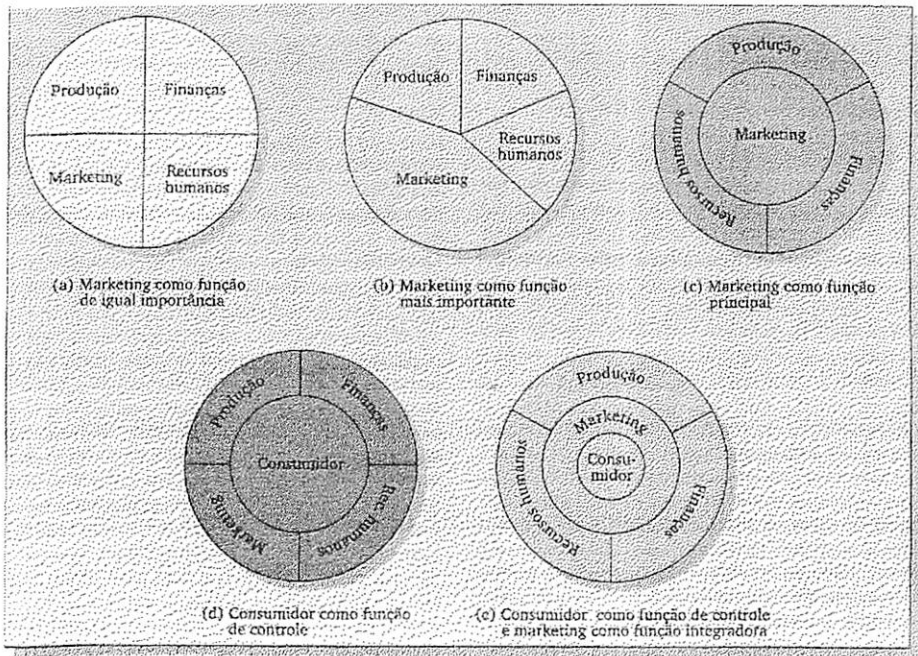 Produção
Finanças
Marketing
Recursos
humanos
(a) Marketing como função
de igual importância
Produção
Finanças
Recursos
humanos
Marketing
(b) Marketing como função
mais importante
Produção
Marketing
Recursos humanos
Finanças
(c) Marketing como função
principal
Produção
Finanças
Consumidor
Marketing
Rec. humanos
(d) Consumidor como função
de controle
Produção
Marketing
Consu-
midor
Recursos humanos
Finanças
(e) Consumidor como função de controle
e marketing como função integradora